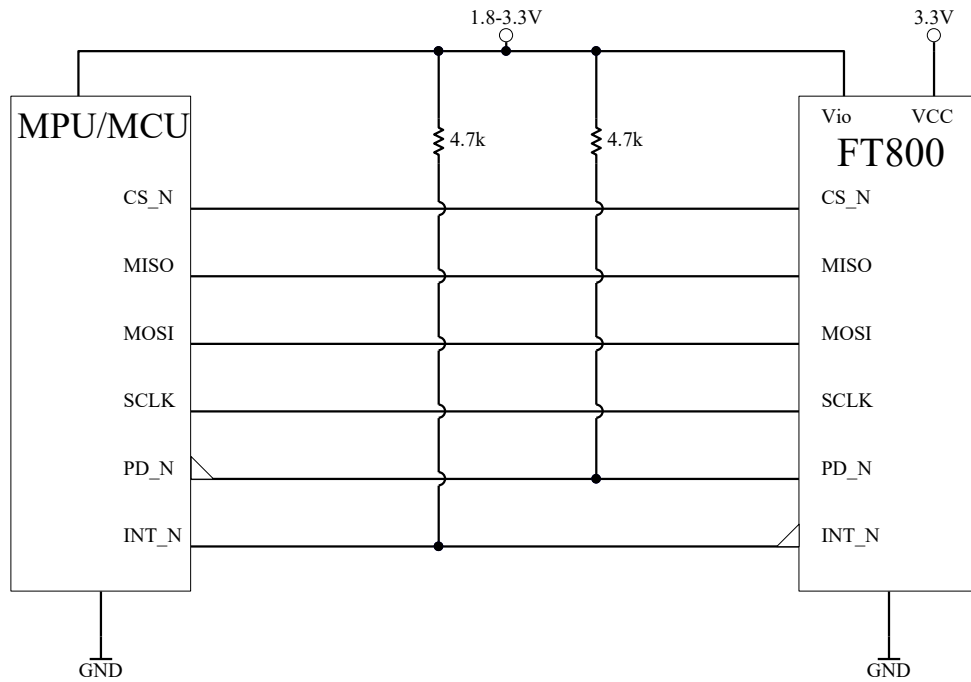 1.8-3.3V
3.3V
MPU/MCU
Vio
VCC
FT800
4.7k
4.7k
CS_N
CS_N
MISO
MISO
MOSI
MOSI
SCLK
SCLK
PD_N
PD_N
INT_N
INT_N
GND
GND